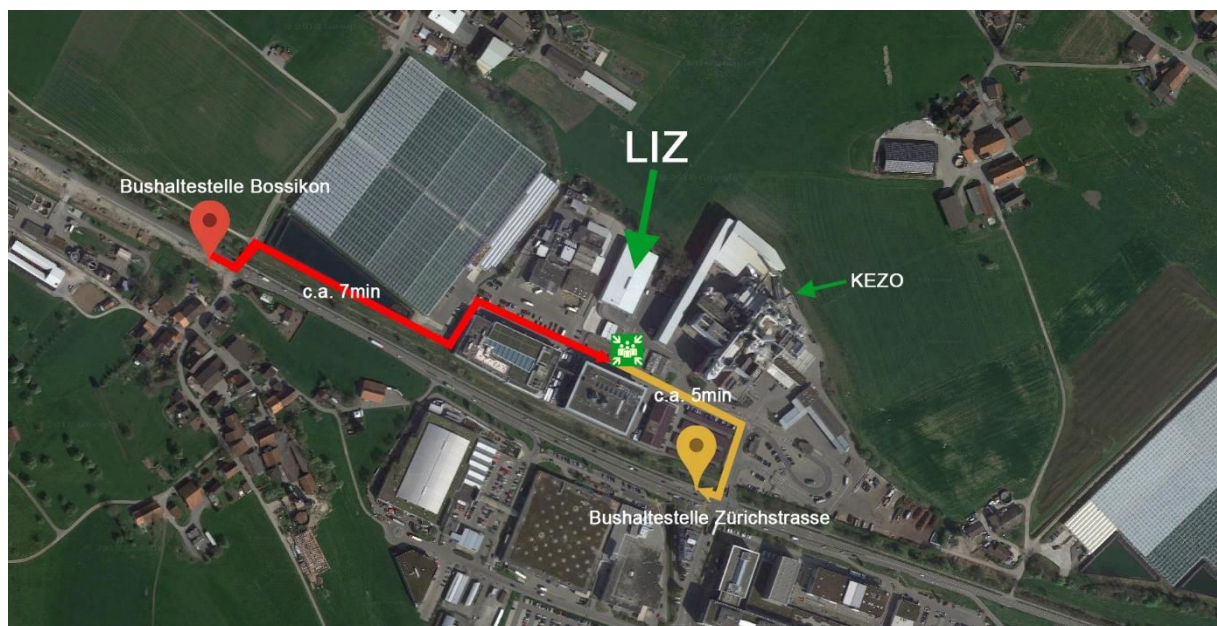 LIZ
Bushaltestelle Bossikon
KEZO
c.a. 7min
c.a. 5min
Bushaltestelle Zürichstrasse